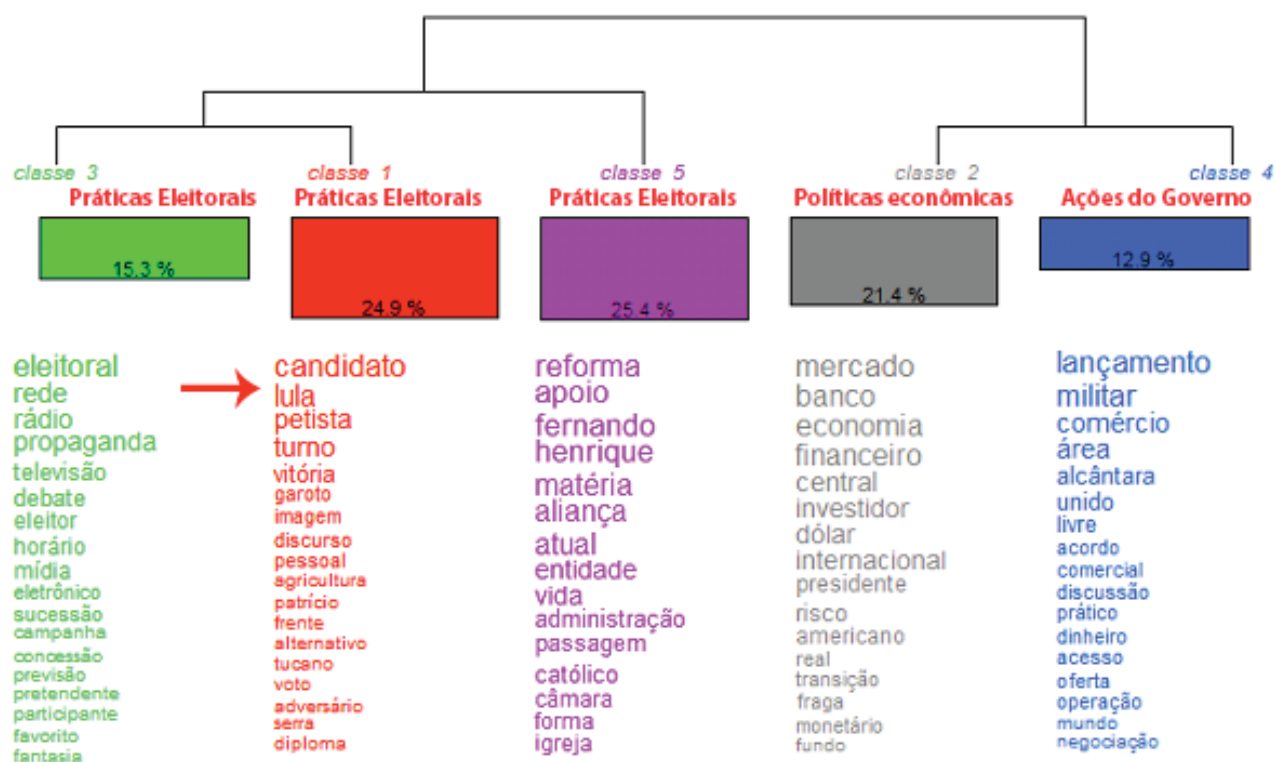 classe 3
Práticas Eleitorais
15.3 %
eleitoral
rede
rádio
propaganda
televisão
debate
eleitor
horário
mídia
eletrônico
sucessão
campanha
concessão
previsão
pretendente
participante
favorito
fantasia
classe 1
Práticas Eleitorais
24.9 %
candidato
lula
petista
turno
vitória
garoto
imagem
discurso
pessoal
agricultura
patrício
frente
alternativo
tucano
voto
adversário
serra
diploma
classe 5
Práticas Eleitorais
25.4 %
reforma
apoio
fernando
henrique
matéria
aliança
atual
entidade
vida
administração
passagem
católico
câmara
forma
igreja
classe 2
Políticas econômicas
21.4 %
mercado
banco
economia
financeiro
central
investidor
dólar
internacional
presidente
risco
americano
real
transição
fraga
monetário
fundo
classe 4
Ações do Governo
12.9 %
lançamento
militar
comércio
área
alcântara
unido
livre
acordo
comercial
discussão
prático
dinheiro
acesso
oferta
operação
mundo
negociação